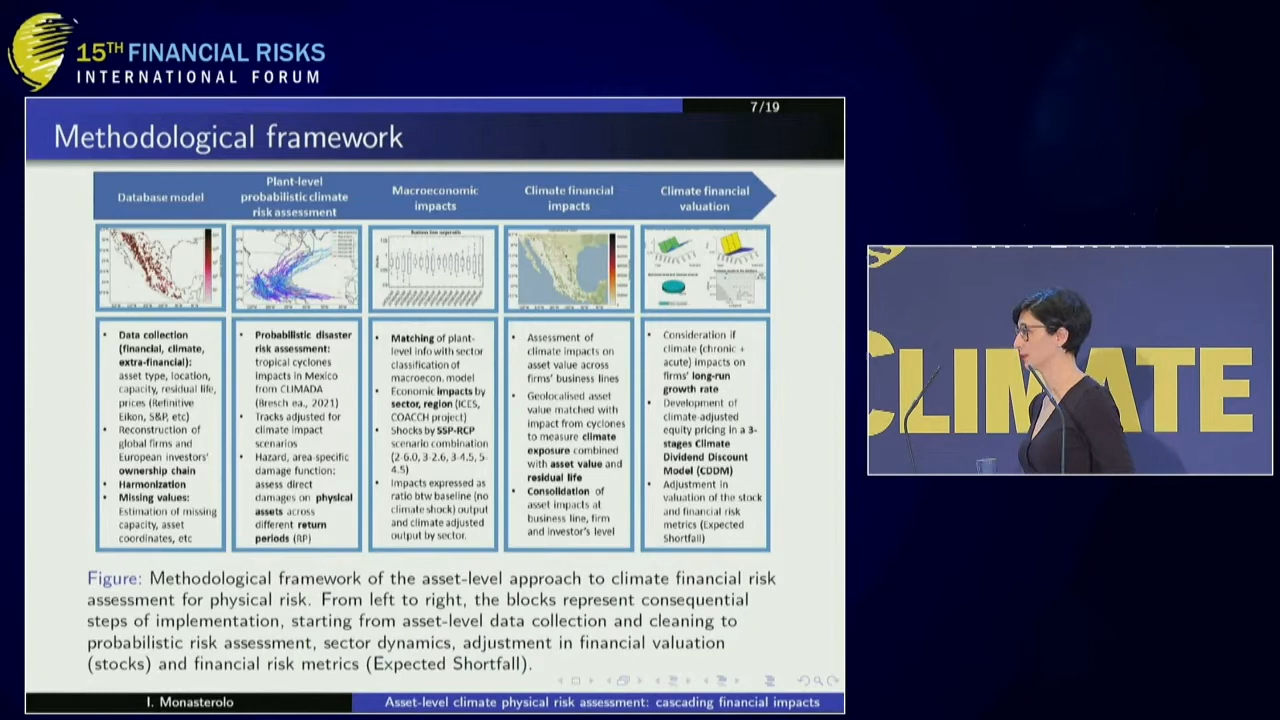 15TH FINANCIAL RISKS
INTERNATIONAL FORUM
7/19
Methodological framework
Database model
Plant-level
probabilistic climate
risk assessment
Macroeconomic
impacts
Climate financial
impacts
Climate financial
valuation
• Data collection
(financial, climate,
extra-financial):
asset type, location,
capacity, residual life,
prices (Refinitive
Eikon, S&P, etc)
• Reconstruction of
global firms and
European investors'
ownership chain
• Harmonization
• Missing values:
Estimation of missing
capacity, asset
coordinates, etc
• Probabilistic disaster
risk assessment:
tropical cyclones
impacts in Mexico
from CLIMADA
(Bresch ea., 2021)
• Tracks adjusted for
climate impact
scenarios
• Hazard, area-specific
damage function:
assess direct
damages on physical
assets across
different return
periods (RP)
• Matching of plant-
level info with sector
classification of
macroecon. model
• Economic impacts by
sector, region (ICES,
COACCH project)
• Shocks by SSP-RCP
scenario combination
(2-6.0, 3-2.6, 3-4.5, 5-
4.5)
• Impacts expressed as
ratio btw baseline (no
climate shock) output
and climate adjusted
output by sector.
• Assessment of
climate impacts on
asset value across
firms' business lines
• Geolocalised asset
value matched with
impact from cyclones
to measure climate
exposure combined
with asset value and
residual life
• Consolidation of
asset impacts at
business line, firm
and investor's level
• Consideration if
climate (chronic +
acute) impacts on
firms' long-run
growth rate
• Development of
climate-adjusted
equity pricing in a 3-
stages Climate
Dividend Discount
Model (CDDM)
• Adjustment in
valuation of the stock
and financial risk
metrics (Expected
Shortfall)
Figure: Methodological framework of the asset-level approach to climate financial risk
assessment for physical risk. From left to right, the blocks represent consequential
steps of implementation, starting from asset-level data collection and cleaning to
probabilistic risk assessment, sector dynamics, adjustment in financial valuation
(stocks) and financial risk metrics (Expected Shortfall).
I. Monasterolo
Asset-level climate physical risk assessment: cascading financial impacts
CLIMATE